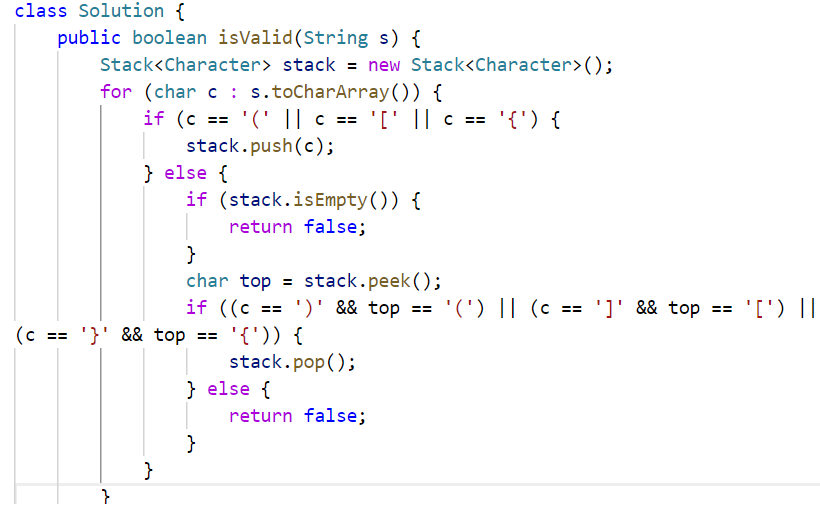 class Solution {
public boolean isValid(String s) {
Stack<Character> stack = new Stack<Character>();
for (char c : s.toCharArray()) {
if (c == '(' || c == '[' || c == '{') {
stack.push(c);
} else {
if (stack.isEmpty()) {
return false;
}
char top = stack.peek();
if ((c == ')' && top == '(') || (c == ']' && top == '[') ||
(c == '}' && top == '{')) {
stack.pop();
} else {
return false;
}
}
}